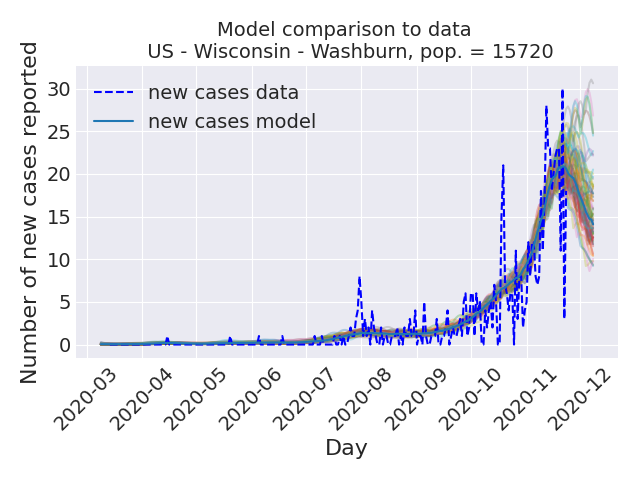 Model comparison to data
US - Wisconsin - Washburn, pop. = 15720
Number of new cases reported
30
25
20
15
10
5
0
new cases data
new cases model
2020-03
2020-04
2020-05
2020-06
2020-07
2020-08
2020-09
2020-10
2020-11
2020-12
Day